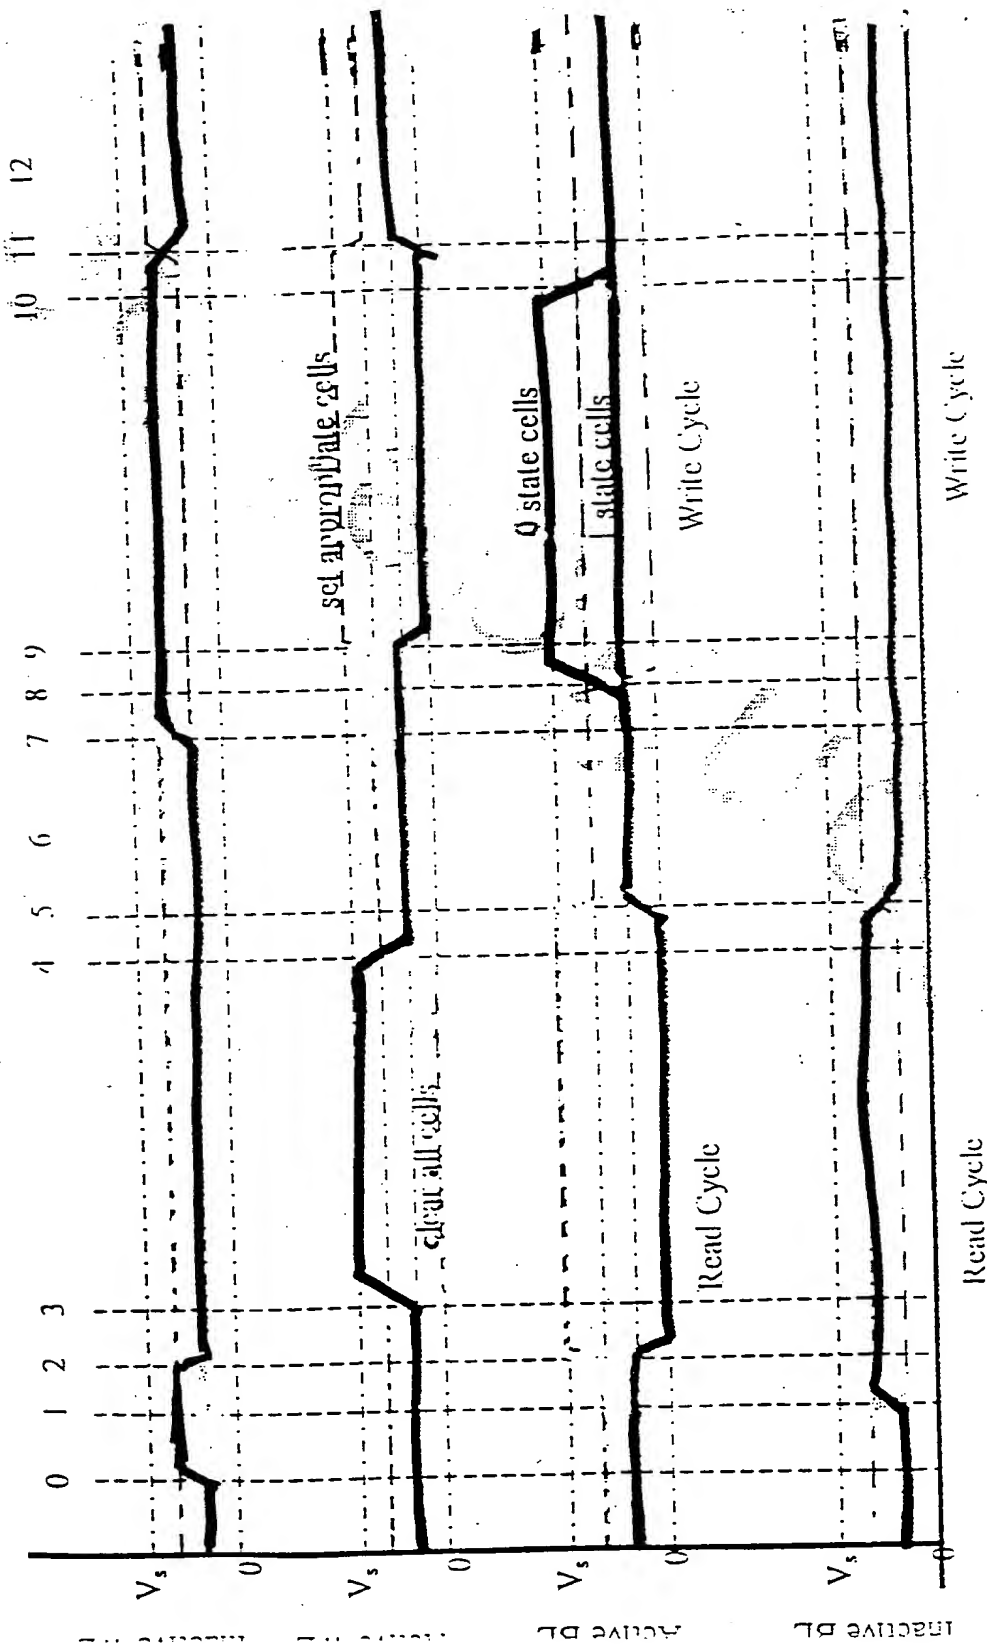 0 1 2 3 4 5 6 7 8 9 10 11 12
Vs
0
Vs
0
clear all cells
set appropriate cells
Vs
0
Active BL
0 state cells
1 state cells
Read Cycle
Write Cycle
Vs
0
Inactive BL
Read Cycle
Write Cycle